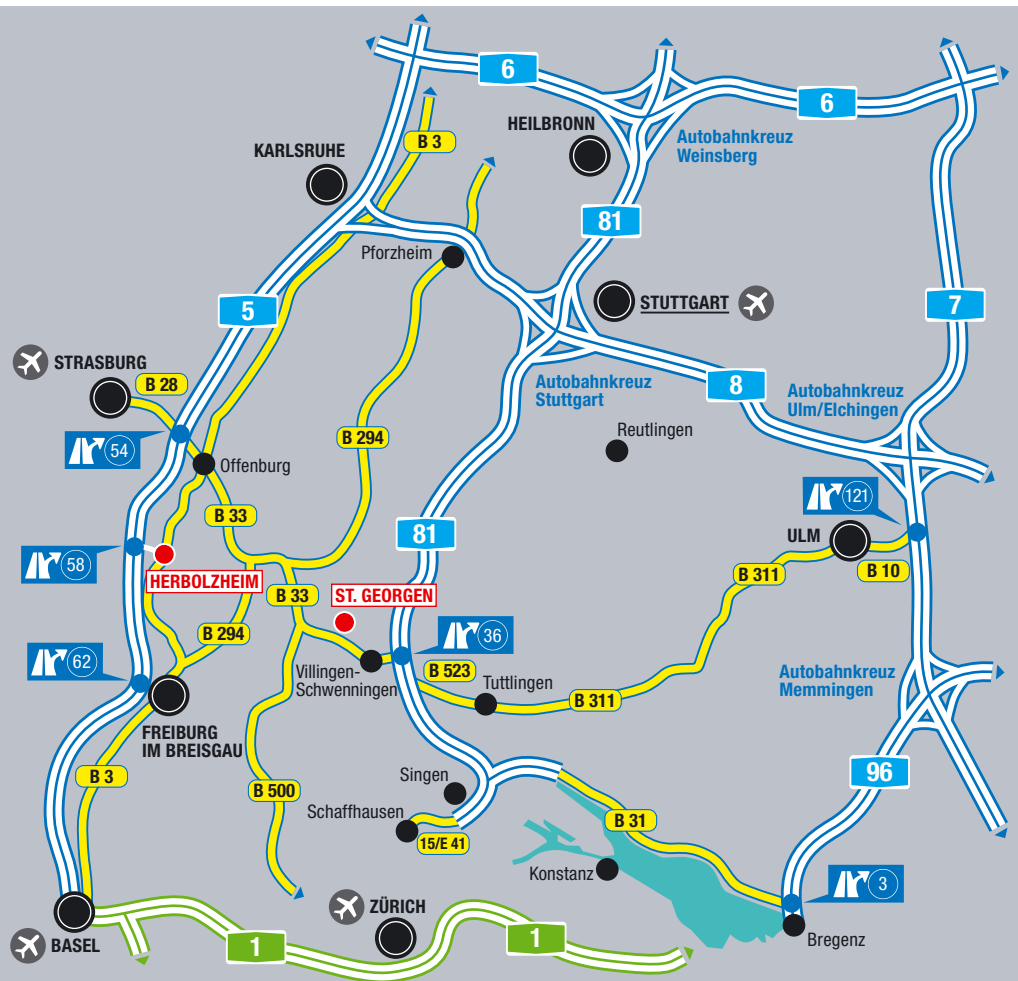 6
6
HEILBRONN
Autobahnkreuz
Weinsberg
KARLSRUHE
B 3
81
Pforzheim
5
STUTTGART
7
STRASBURG
B 28
Autobahnkreuz
Stuttgart
8
Autobahnkreuz
Ulm/Elchingen
B 294
Reutlingen
54
Offenburg
121
B 33
81
ULM
58
HERBOLZHEIM
B 33
ST. GEORGEN
B 311
B 10
B 294
36
62
Villingen-
Schwenningen
B 523
Tuttlingen
Autobahnkreuz
Memmingen
B 311
FREIBURG
IM BREISGAU
B 3
B 500
Singen
96
Schaffhausen
B 31
15/E 41
Konstanz
3
ZÜRICH
BASEL
1
1
Bregenz